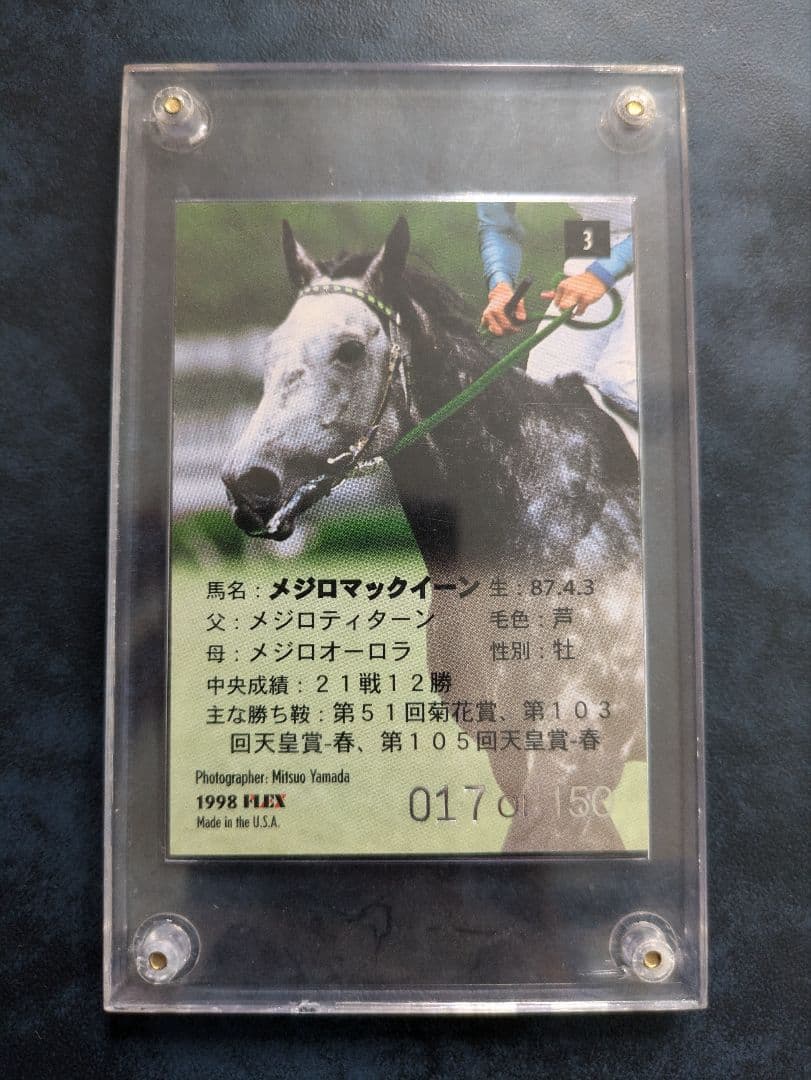 3
馬名：メジロマックイーン 生：87.4.3
父：メジロティターン 毛色：芦
母：メジロオーロラ 性別：牡
中央成績：２１戦１２勝
主な勝ち鞍：第５１回菊花賞、第１０３
回天皇賞-春、第１０５回天皇賞-春
Photographer: Mitsuo Yamada
1998 FLEX
Made in the U.S.A.
017 of 150